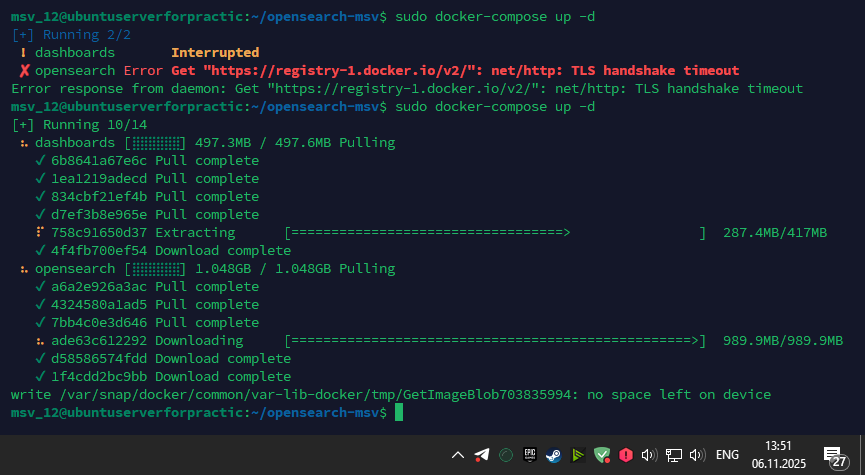 msv_12@ubuntuserverforpractic:~/opensearch-msv$ sudo docker-compose up -d
[+] Running 2/2
! dashboards Interrupted
✘ opensearch Error Get "https://registry-1.docker.io/v2/": net/http: TLS handshake timeout
Error response from daemon: Get "https://registry-1.docker.io/v2/": net/http: TLS handshake timeout
msv_12@ubuntuserverforpractic:~/opensearch-msv$ sudo docker-compose up -d
[+] Running 10/14
dashboards [⣿⣿⣿⣿⣿⣿] 497.3MB / 497.6MB Pulling
✓ 6b8641a67e6c Pull complete
✓ 1ea1219adecd Pull complete
✓ 834cbf21ef4b Pull complete
✓ d7ef3b8e965e Pull complete
758c91650d37 Extracting [==================================> ] 287.4MB/417MB
✓ 4f4fb700ef54 Download complete
opensearch [⣿⣿⣿⣿⣿⣿] 1.048GB / 1.048GB Pulling
✓ a6a2e926a3ac Pull complete
✓ 4324580a1ad5 Pull complete
✓ 7bb4c0e3d646 Pull complete
ade63c612292 Downloading [==================================================>] 989.9MB/989.9MB
✓ d58586574fdd Download complete
✓ 1f4cdd2bc9bb Download complete
write /var/snap/docker/common/var-lib-docker/tmp/GetImageBlob703835994: no space left on device
msv_12@ubuntuserverforpractic:~/opensearch-msv$
EPIC
ENG
13:51
06.11.2025
27